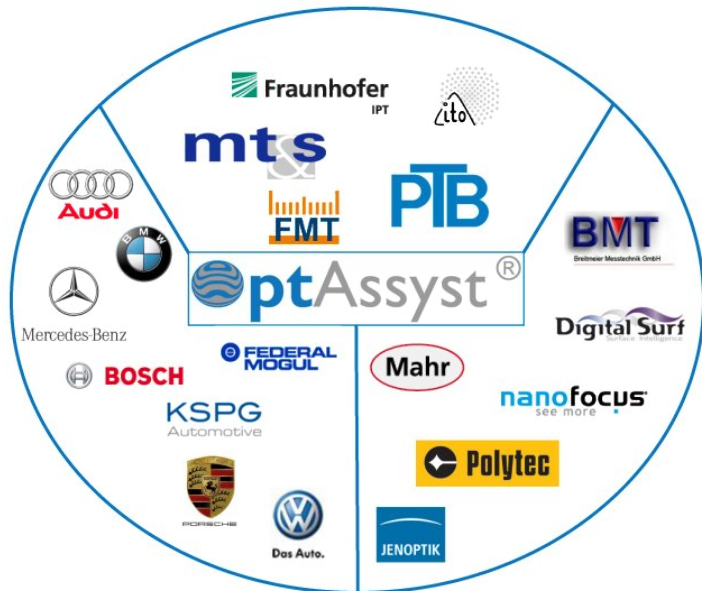 Fraunhofer
IPT
ito
mt&s
PTB
FMT
Audi
BMW
Mercedes-Benz
BOSCH
FEDERAL
MOGUL
KSPG
Automotive
PORSCHE
Das Auto.
OptAssyst®
BMT
Breitmeier Messtechnik GmbH
Digital Surf
Surface Intelligence
Mahr
nanofocus
see more
Polytec
JENOPTIK